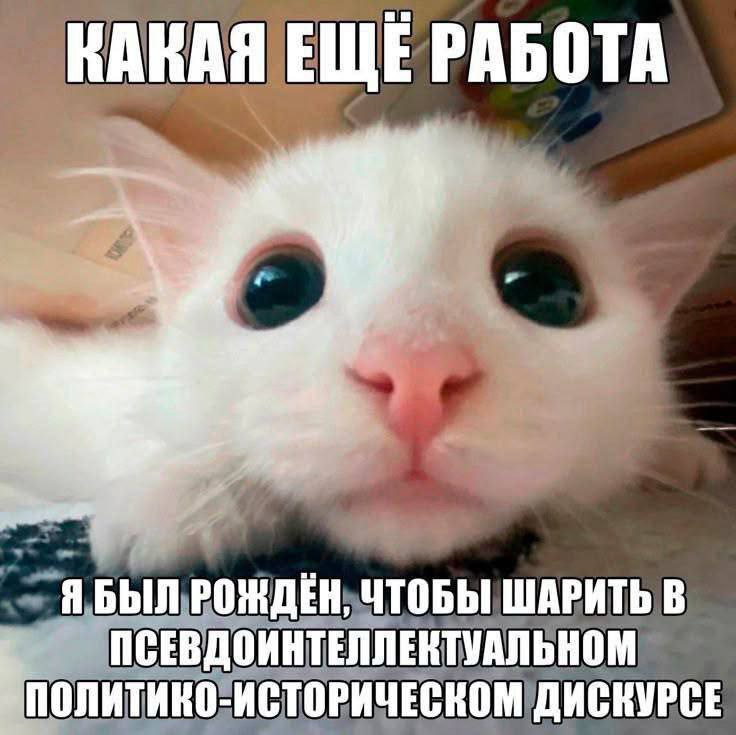 КАКАЯ ЕЩЁ РАБОТА
Я БЫЛ РОЖДЁН, ЧТОБЫ ШАРИТЬ В
ПСЕВДОИНТЕЛЛЕКТУАЛЬНОМ
ПОЛИТИКО-ИСТОРИЧЕСКОМ ДИСКУРСЕ